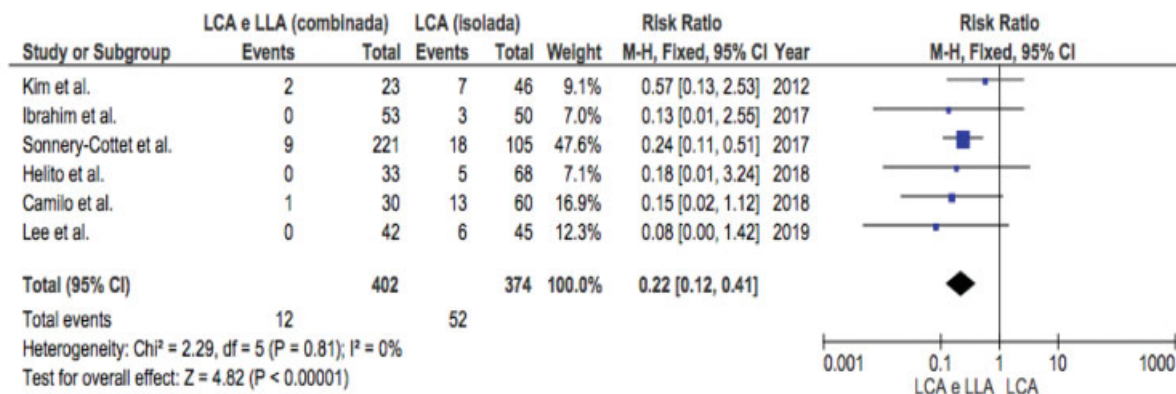 LCA e LLA (combinada) LCA (isolada) Risk Ratio Risk Ratio
Study or Subgroup Events Total Events Total Weight M-H, Fixed, 95% CI Year M-H, Fixed, 95% CI
Kim et al. 2 23 7 46 9.1% 0.57 [0.13, 2.53] 2012
Ibrahim et al. 0 53 3 50 7.0% 0.13 [0.01, 2.55] 2017
Sonnery-Cottet et al. 9 221 18 105 47.6% 0.24 [0.11, 0.51] 2017
Helito et al. 0 33 5 68 7.1% 0.18 [0.01, 3.24] 2018
Camilo et al. 1 30 13 60 16.9% 0.15 [0.02, 1.12] 2018
Lee et al. 0 42 6 45 12.3% 0.08 [0.00, 1.42] 2019
Total (95% CI) 402 374 100.0% 0.22 [0.12, 0.41]
Total events 12 52
Heterogeneity: Chi² = 2.29, df = 5 (P = 0.81); I² = 0%
Test for overall effect: Z = 4.82 (P < 0.00001)
0.001 0.1 1 10 1000
LCA e LLA LCA